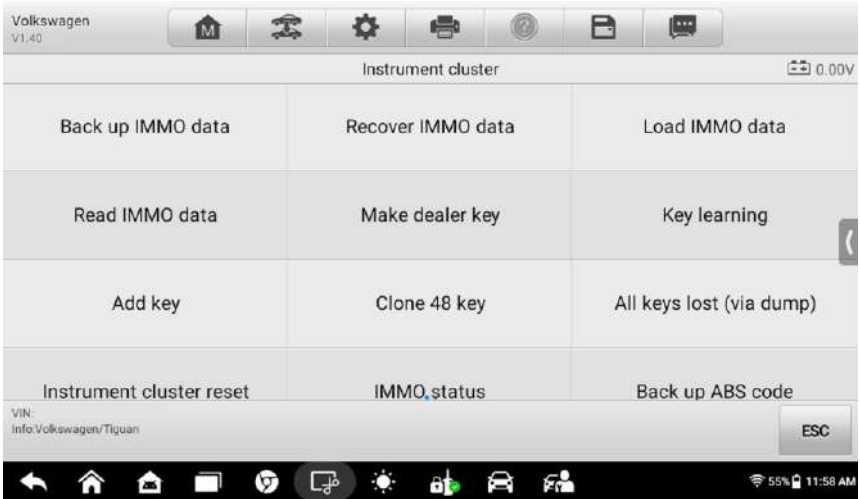 Volkswagen
V1.40
M
?
Instrument cluster
0.00V
Back up IMMO data
Recover IMMO data
Load IMMO data
Read IMMO data
Make dealer key
Key learning
Add key
Clone 48 key
All keys lost (via dump)
Instrument cluster reset
IMMO status
Back up ABS code
VIN:
Info:Volkswagen/Tiguan
ESC
55%
11:58 AM